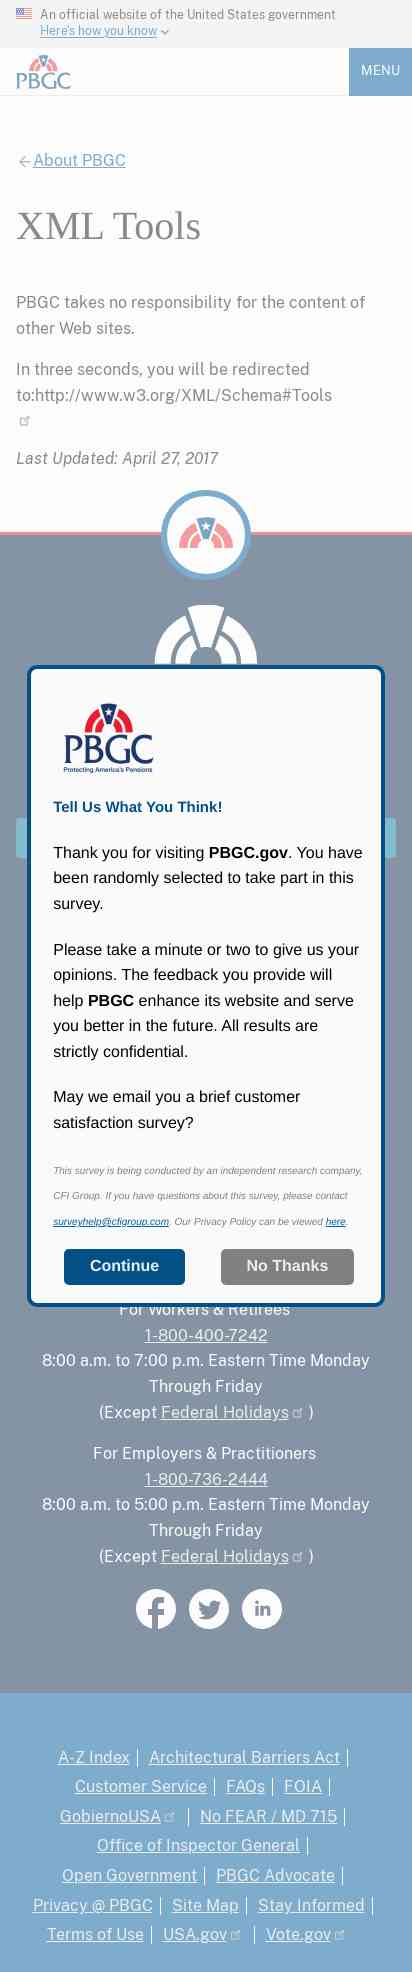 An official website of the United States government
Here's how you know
PBGC
MENU
About PBGC
XML Tools
PBGC takes no responsibility for the content of
other Web sites.
In three seconds, you will be redirected
to:http://www.w3.org/XML/Schema#Tools
Last Updated: April 27, 2017
PBGC
Protecting America's Pensions
Tell Us What You Think!
Thank you for visiting PBGC.gov. You have
been randomly selected to take part in this
survey.
Please take a minute or two to give us your
opinions. The feedback you provide will
help PBGC enhance its website and serve
you better in the future. All results are
strictly confidential.
May we email you a brief customer
satisfaction survey?
This survey is being conducted by an independent research company,
CFI Group. If you have questions about this survey, please contact
surveyhelp@cfigroup.com. Our Privacy Policy can be viewed here.
Continue
No Thanks
For Workers & Retirees
1-800-400-7242
8:00 a.m. to 7:00 p.m. Eastern Time Monday
Through Friday
(Except Federal Holidays )
For Employers & Practitioners
1-800-736-2444
8:00 a.m. to 5:00 p.m. Eastern Time Monday
Through Friday
(Except Federal Holidays )
A-Z Index | Architectural Barriers Act |
Customer Service | FAQs | FOIA |
GobiernoUSA | No FEAR / MD 715 |
Office of Inspector General |
Open Government | PBGC Advocate |
Privacy @ PBGC | Site Map | Stay Informed |
Terms of Use | USA.gov | Vote.gov